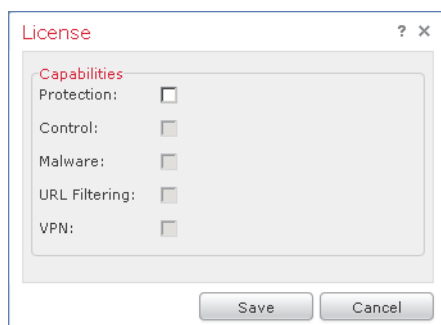 License ? ×
Capabilities
Protection:
Control:
Malware:
URL Filtering:
VPN:
Save Cancel